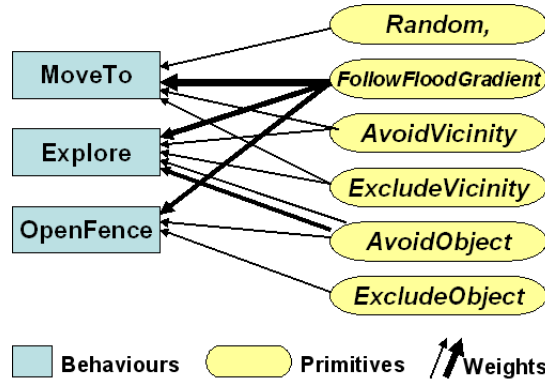 Random,
MoveTo
FollowFloodGradient
AvoidVicinity
Explore
ExcludeVicinity
OpenFence
AvoidObject
ExcludeObject
Behaviours
Primitives
Weights